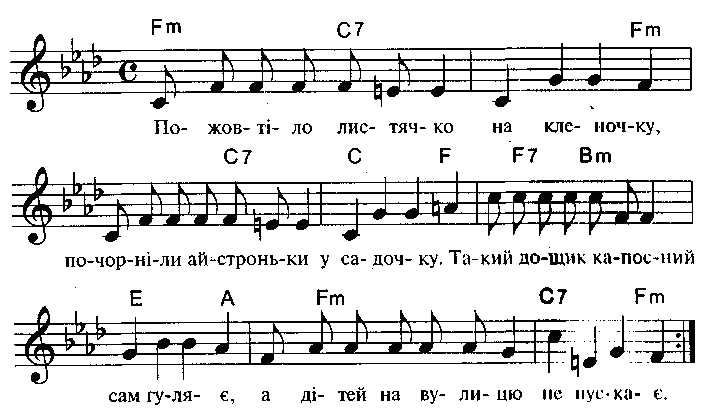 Fm C7 Fm
По- жов- ті- ло лис- тяч- ко на кле- ноч- ку,
C7 C F F7 Bm
по-чор-ні-ли ай-стронь-ки у са-доч-ку. Та-кий до-щик ка-пос-ний
E A Fm C7 Fm
сам гу-ля-є, а ді-тей на ву-ли-цю не пус-ка-є.